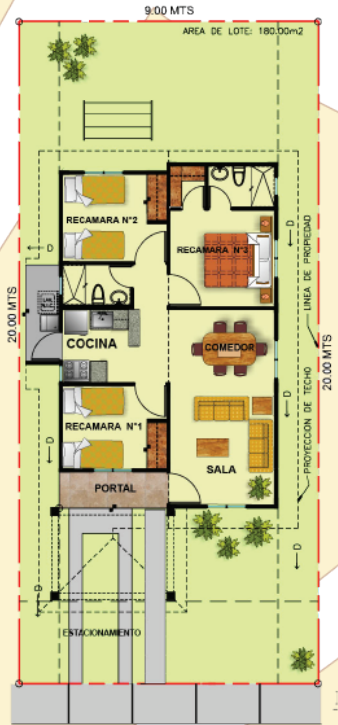 9.00 MTS
AREA DE LOTE: 180.00m2
RECAMARA N°2
RECAMARA N°3
D
D
LINEA DE PROPIEDAD
20.00 MTS
COCINA
COMEDOR
20.00 MTS
PROYECCION DE TECHO
D
RECAMARA N°1
D
SALA
PORTAL
D
D
ESTACIONAMIENTO